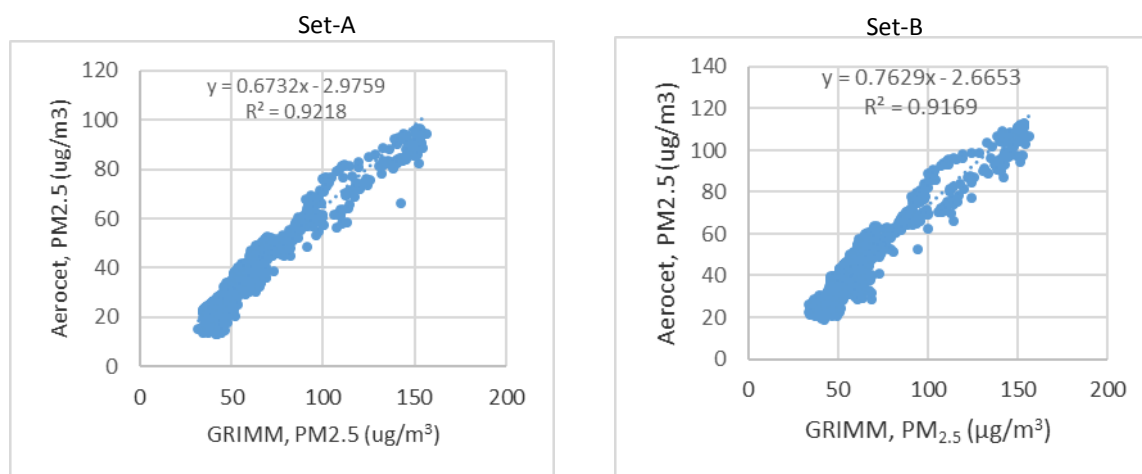 Set-A
y = 0.6732x - 2.9759
R² = 0.9218
Aerocet, PM2.5 (ug/m3)
120
100
80
60
40
20
0
0 50 100 150 200
GRIMM, PM2.5 (ug/m³)
Set-B
y = 0.7629x - 2.6653
R² = 0.9169
Aerocet, PM2.5 (ug/m3)
140
120
100
80
60
40
20
0
0 50 100 150 200
GRIMM, PM₂.₅ (µg/m³)